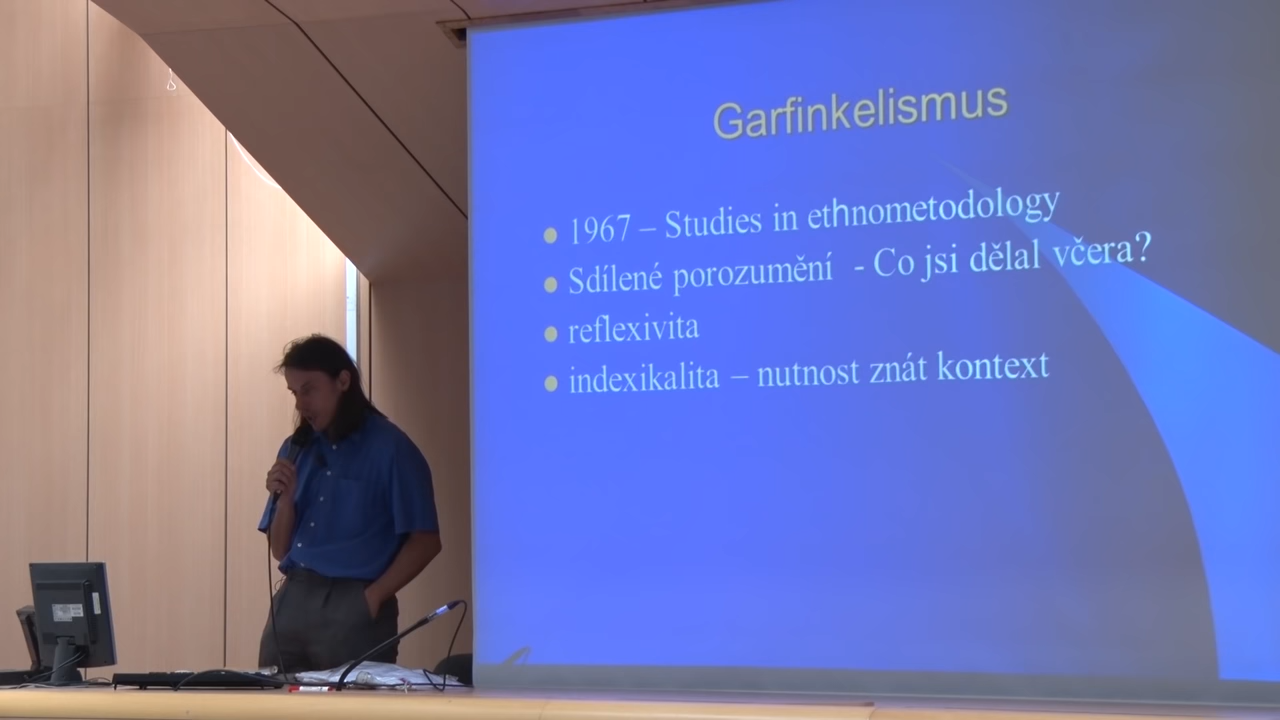 Garfinkelismus
1967 – Studies in ethnometodology
Sdílené porozumění - Co jsi dělal včera?
reflexivita
indexikalita – nutnost znát kontext